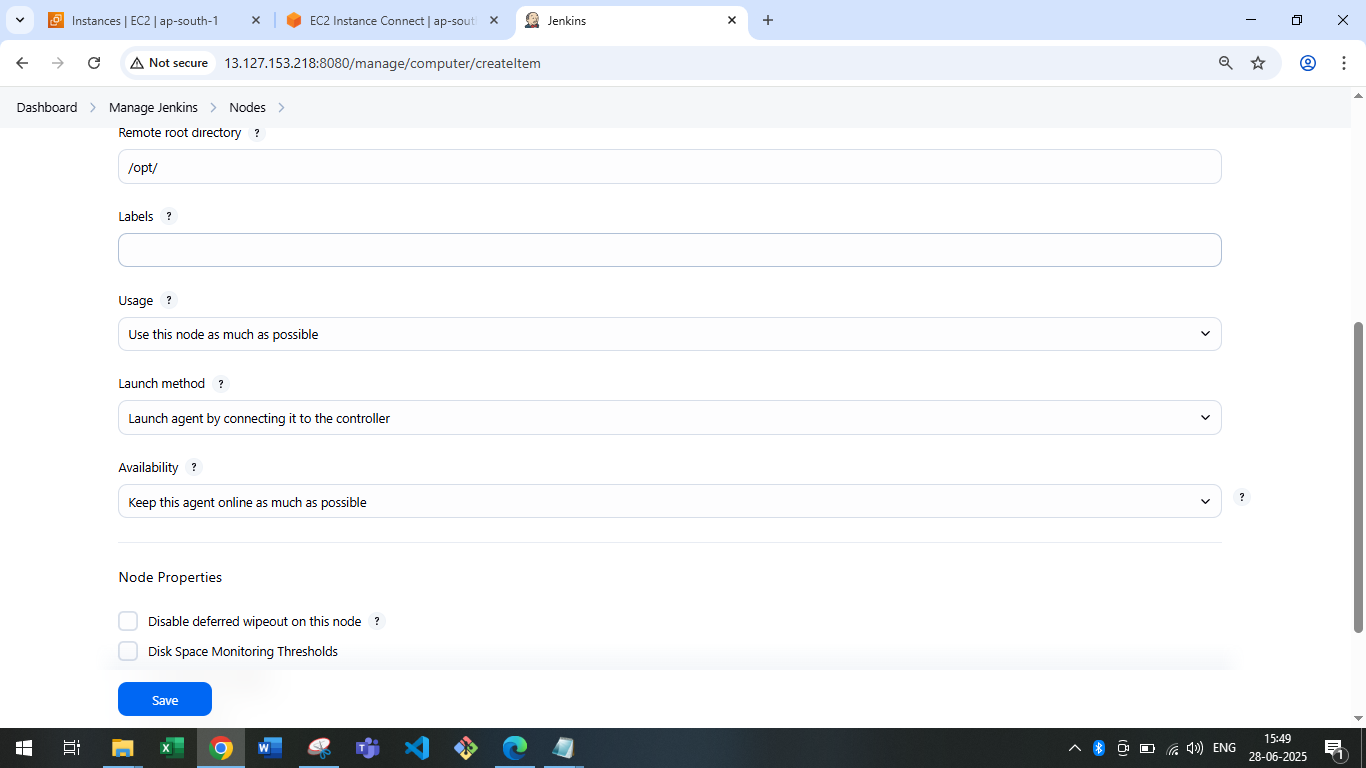 Instances | EC2 | ap-south-1
EC2 Instance Connect | ap-sout
Jenkins
Not secure
13.127.153.218:8080/manage/computer/createItem
Dashboard
Manage Jenkins
Nodes
Remote root directory ?
/opt/
Labels ?
Usage ?
Use this node as much as possible
Launch method ?
Launch agent by connecting it to the controller
Availability ?
Keep this agent online as much as possible
?
Node Properties
Disable deferred wipeout on this node ?
Disk Space Monitoring Thresholds
Save
ENG
15:49
28-06-2025
1